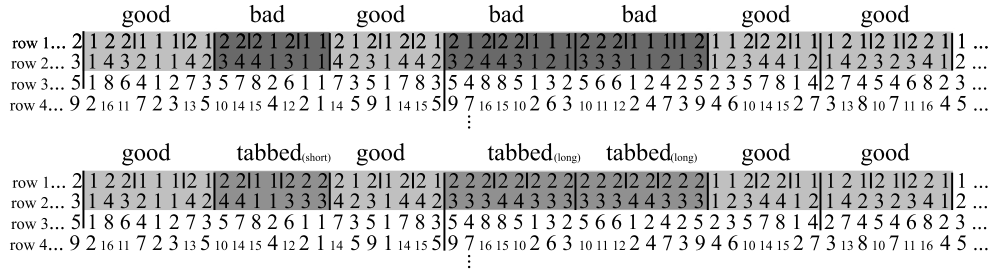 good bad good bad bad good good
row 1... 2 1 2 2 1 1 1 2 1 2 2 2 1 2 1 1 2 1 2 1 2 2 1 2 1 2 2 2 1 1 1 2 2 2 1 1 1 1 2 1 1 2 2 2 1 1 1 2 1 2 1 2 2 1 1 ...
row 2... 3 1 4 3 2 1 1 4 2 3 4 4 1 3 1 1 4 2 3 1 4 2 1 3 2 4 4 3 1 2 1 3 3 3 1 1 2 1 3 1 2 3 4 4 1 2 1 4 2 3 2 3 4 1 2 ...
row 3... 5 1 8 6 4 1 2 7 3 5 7 8 2 6 2 1 7 3 5 1 7 8 3 5 4 8 8 5 1 3 2 5 6 6 1 2 4 2 5 1 2 3 4 8 7 2 2 7 4 5 4 5 8 1 3 ...
row 4... 9 2 16 11 7 2 3 13 5 10 14 15 4 12 2 1 14 5 9 1 14 15 5 9 7 16 15 10 2 6 3 10 11 12 2 4 7 3 9 4 6 10 14 15 2 7 3 13 8 10 7 11 16 4 5 ...
good tabbed(short) good tabbed(long) tabbed(long) good good
row 1... 2 1 2 2 1 1 1 2 1 2 2 1 1 2 2 2 2 1 2 1 2 2 1 2 2 2 2 2 2 2 2 2 2 2 2 2 2 2 2 1 1 2 2 2 1 1 1 2 1 2 1 2 2 1 1 ...
row 2... 3 1 4 3 2 1 1 4 2 4 4 1 1 3 3 3 4 2 3 1 4 2 1 3 3 3 4 4 3 3 3 3 3 3 4 4 3 3 3 1 2 3 4 4 1 2 1 4 2 3 2 3 4 1 2 ...
row 3... 3 1 8 6 4 1 2 7 3 5 7 8 2 6 2 1 7 3 5 1 7 8 3 5 4 8 8 5 1 3 2 5 6 6 1 2 4 2 5 1 2 3 4 8 7 2 2 7 4 5 4 5 8 2 3 ...
row 4... 9 2 16 11 7 2 3 13 5 10 14 15 4 12 2 1 14 5 9 1 14 15 5 9 7 16 15 10 2 6 3 10 11 12 2 4 7 3 9 4 6 10 14 15 2 7 3 13 8 10 7 11 16 4 5 ...